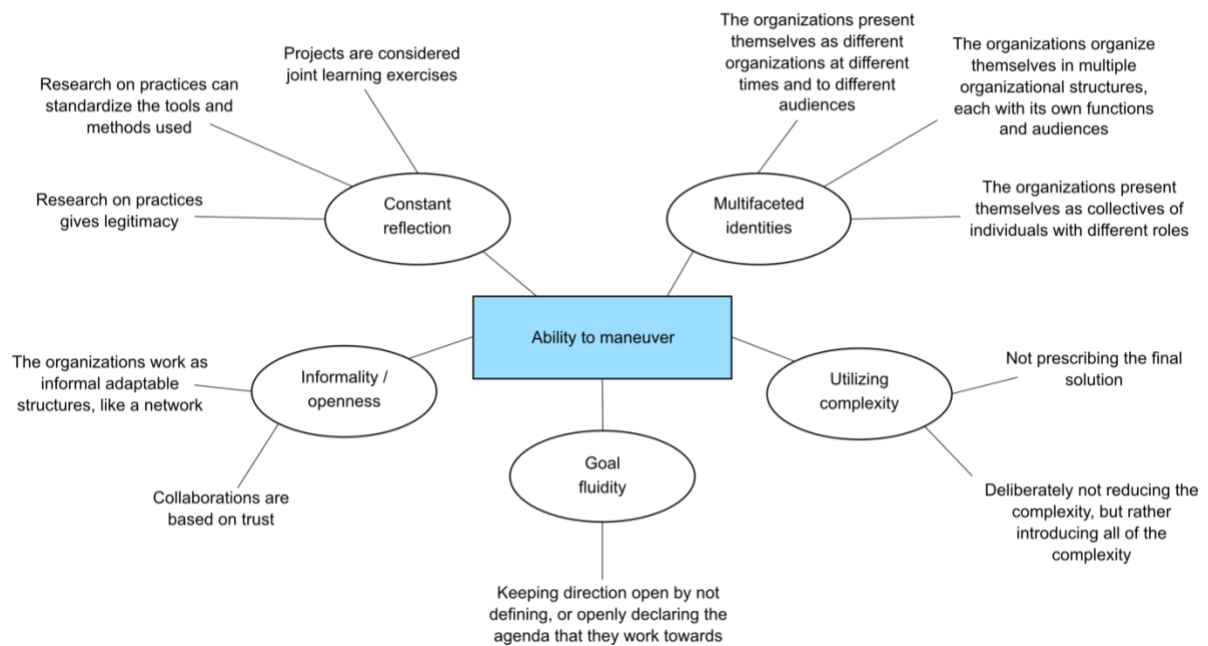 Projects are considered
joint learning exercises
Research on practices can
standardize the tools and
methods used
Research on practices
gives legitimacy
Constant
reflection
The organizations present
themselves as different
organizations at different
times and to different
audiences
The organizations organize
themselves in multiple
organizational structures,
each with its own functions
and audiences
The organizations present
themselves as collectives of
individuals with different roles
Multifaceted
identities
Ability to maneuver
The organizations work as
informal adaptable
structures, like a network
Informality /
openness
Collaborations are
based on trust
Goal
fluidity
Keeping direction open by not
defining, or openly declaring the
agenda that they work towards
Utilizing
complexity
Not prescribing the final
solution
Deliberately not reducing the
complexity, but rather
introducing all of the
complexity